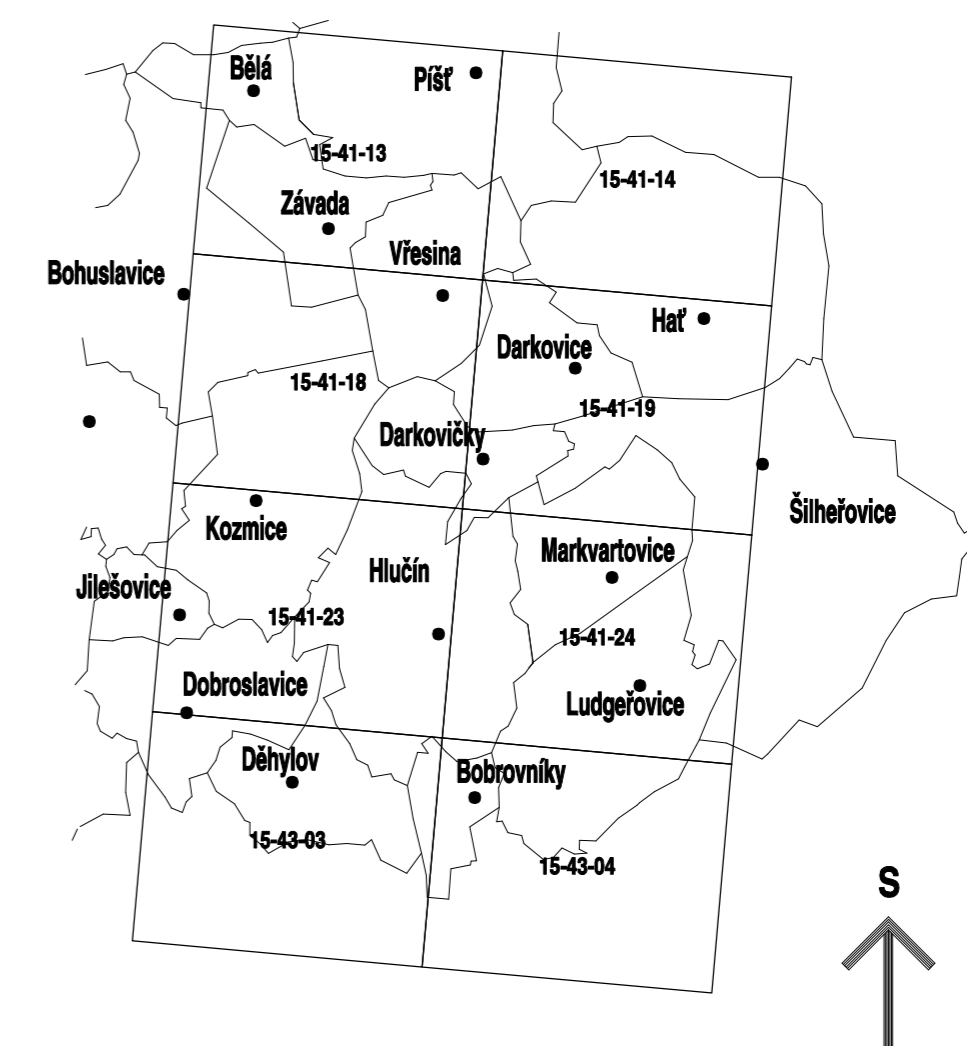 Bělá
Píšť
15-41-13
15-41-14
Závada
Vřesina
Bohuslavice
Hať
Darkovice
15-41-18
15-41-19
Darkovičky
Šilheřovice
Kozmice
Markvartovice
Hlučín
Jilešovice
15-41-23
15-41-24
Dobroslavice
Ludgeřovice
Děhylov
Bobrovníky
15-43-03
15-43-04
S